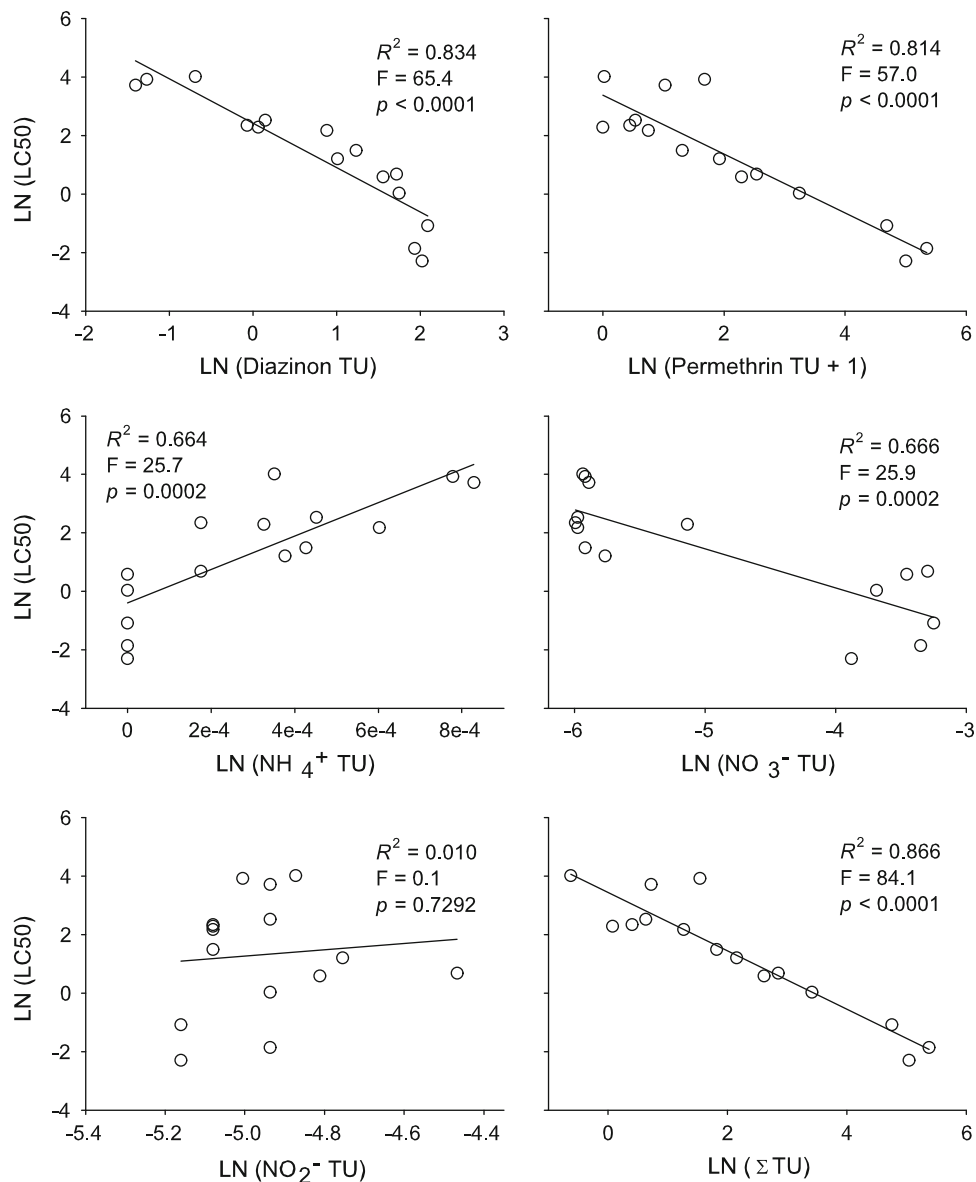 6
4
2
0
−2
−4
LN (LC50)
R² = 0.834
F = 65.4
p < 0.0001
−2
−1
0
1
2
3
LN (Diazinon TU)
R² = 0.814
F = 57.0
p < 0.0001
0
2
4
6
LN (Permethrin TU + 1)
6
4
2
0
−2
−4
LN (LC50)
R² = 0.664
F = 25.7
p = 0.0002
0
2e-4
4e-4
6e-4
8e-4
LN (NH 4+ TU)
R² = 0.666
F = 25.9
p = 0.0002
−6
−5
−4
−3
LN (NO 3- TU)
6
4
2
0
−2
−4
LN (LC50)
R² = 0.010
F = 0.1
p = 0.7292
−5.4
−5.2
−5.0
−4.8
−4.6
−4.4
LN (NO2- TU)
R² = 0.866
F = 84.1
p < 0.0001
0
2
4
6
LN (ΣTU)